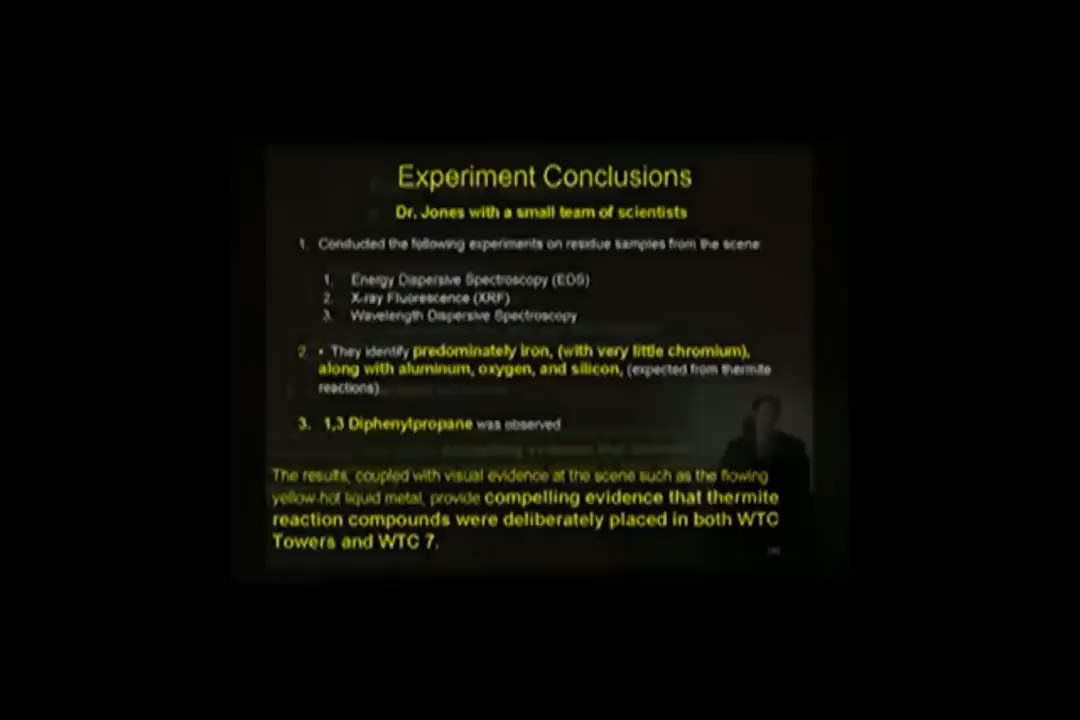 Experiment Conclusions
Dr. Jones with a small team of scientists
1. Conducted the following experiments on residue samples from the scene:
1. Energy Dispersive Spectroscopy (EDS)
2. X-ray Fluorescence (XRF)
3. Wavelength Dispersive Spectroscopy
2. • They identify predominately iron, (with very little chromium),
along with aluminum, oxygen, and silicon, (expected from thermite
reactions)
3. 1,3 Diphenylpropane was observed
The results, coupled with visual evidence at the scene such as the flowing
yellow-hot liquid metal, provide compelling evidence that thermite
reaction compounds were deliberately placed in both WTC
Towers and WTC 7.